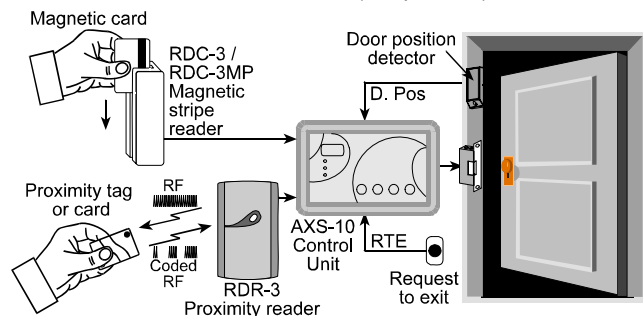 Magnetic card
RDC-3 /
RDC-3MP
Magnetic
stripe
reader
Door position
detector
D. Pos
Proximity tag
or card
RF
Coded
RF
RDR-3
Proximity reader
AXS-10
Control
Unit
RTE
Request
to exit